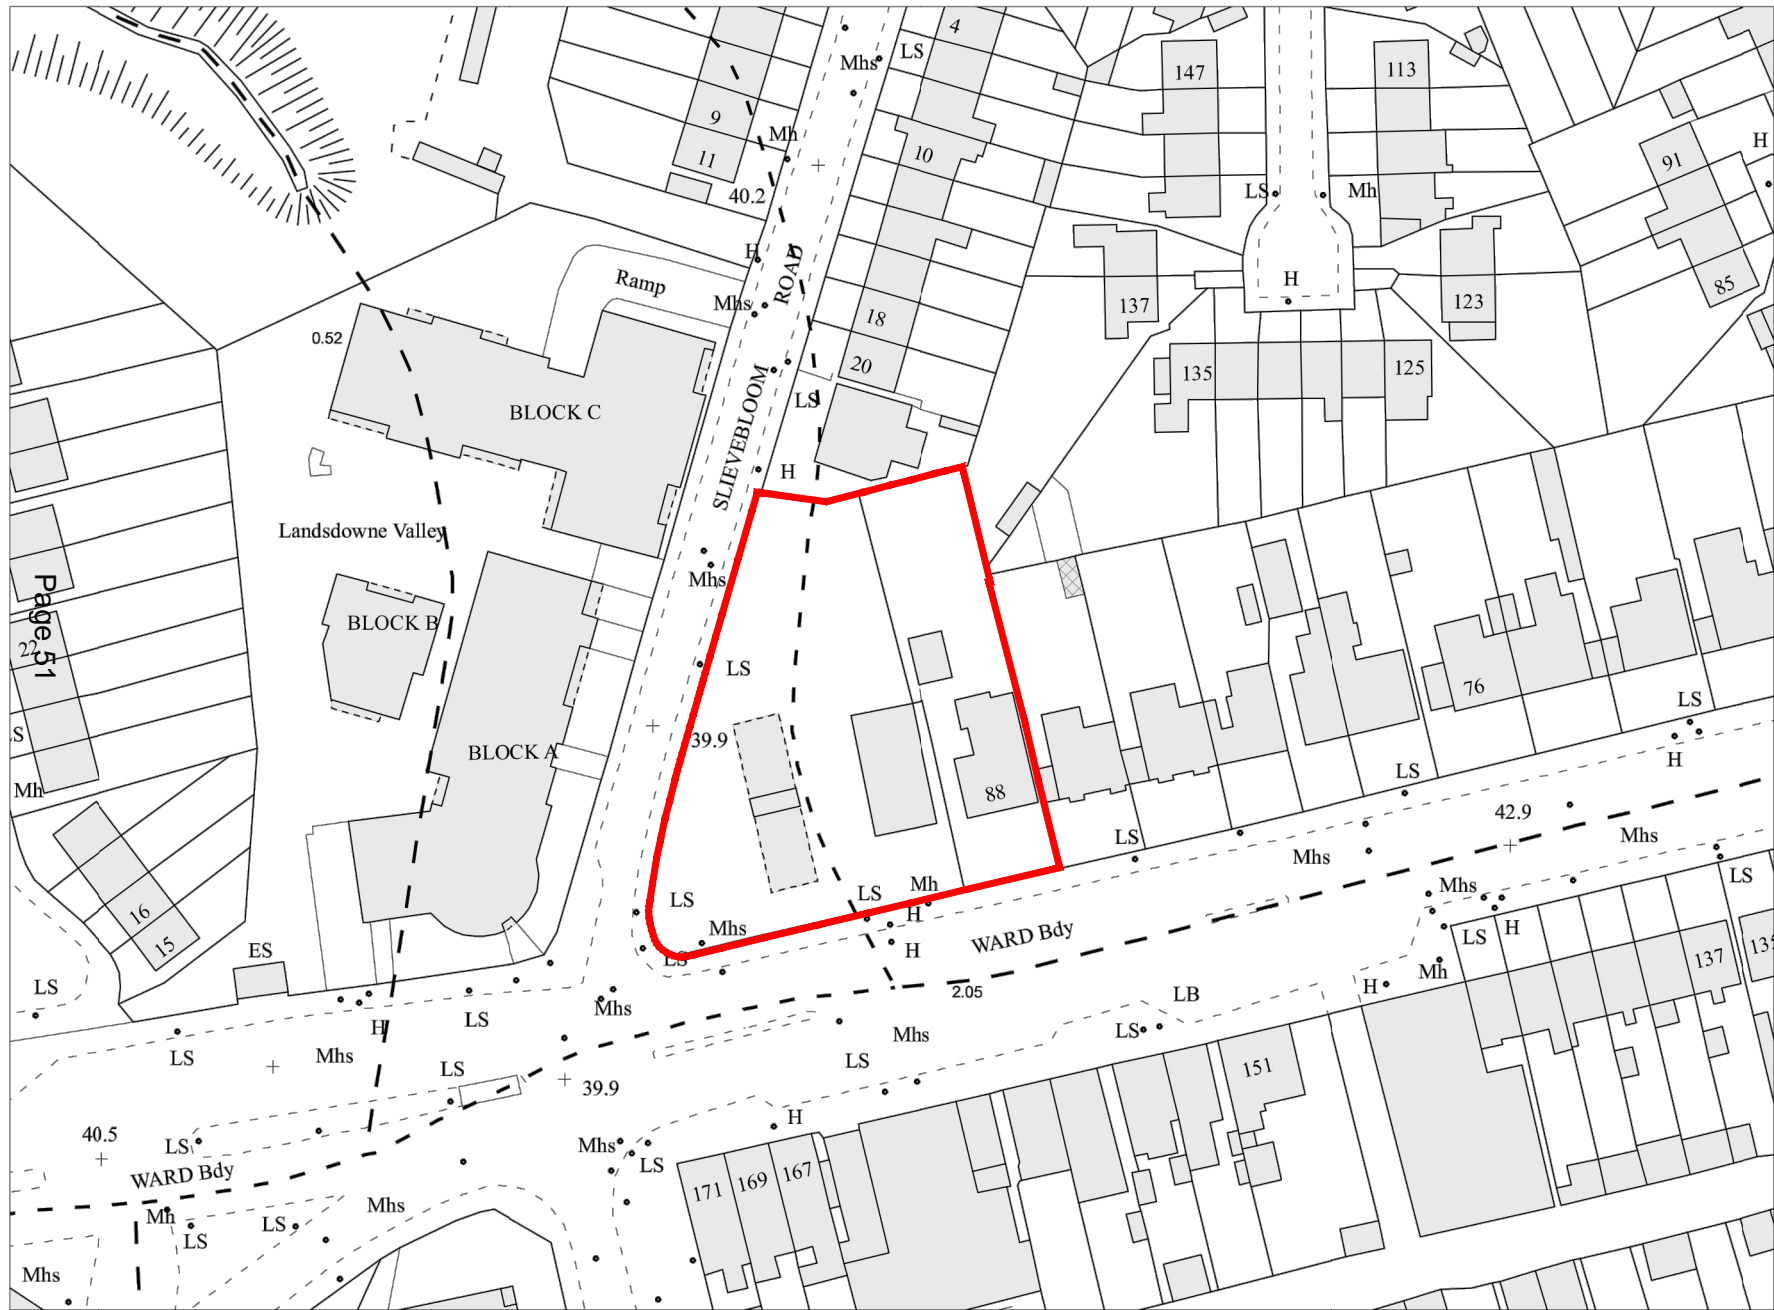 4
LS
Mhs
147
113
9
Mh
11
10
H
91
40.2
LS
Mh
H
ROAD
Ramp
H
85
Mhs
137
123
18
0.52
20
135
125
BLOCK C
LS
SLIEVEBLOOM
H
Landsdowne Valley
Mhs
Page 51
BLOCK B
22
LS
76
LS
39.9
BLOCK A
H
LS
Mh
88
42.9
LS
Mhs
Mhs
LS
Mh
LS
Mhs
LS
16
H
Mhs
WARD Bdy
LS
H
15
ES
H
137
135
LS
Mh
LS
H
2.05
LB
Mhs
LS
H
LS
Mhs
LS
Mhs
LS
LS
151
39.9
H
40.5
LS
Mhs
LS
WARD Bdy
171
169
167
Mh
Mhs
LS
LS
Mhs